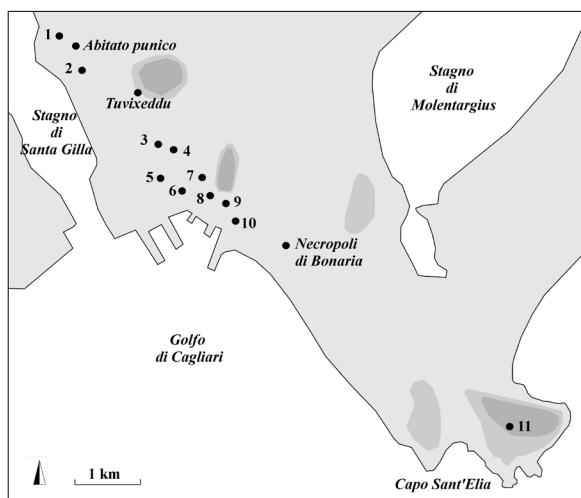 1
Abitato punico
2
Stagno
di
Molentargius
Tuvixeddu
Stagno
di
Santa Gilla
3
4
5
7
6
8
9
10
Necropoli
di Bonaria
Golfo
di Cagliari
11
1 km
Capo Sant'Elia